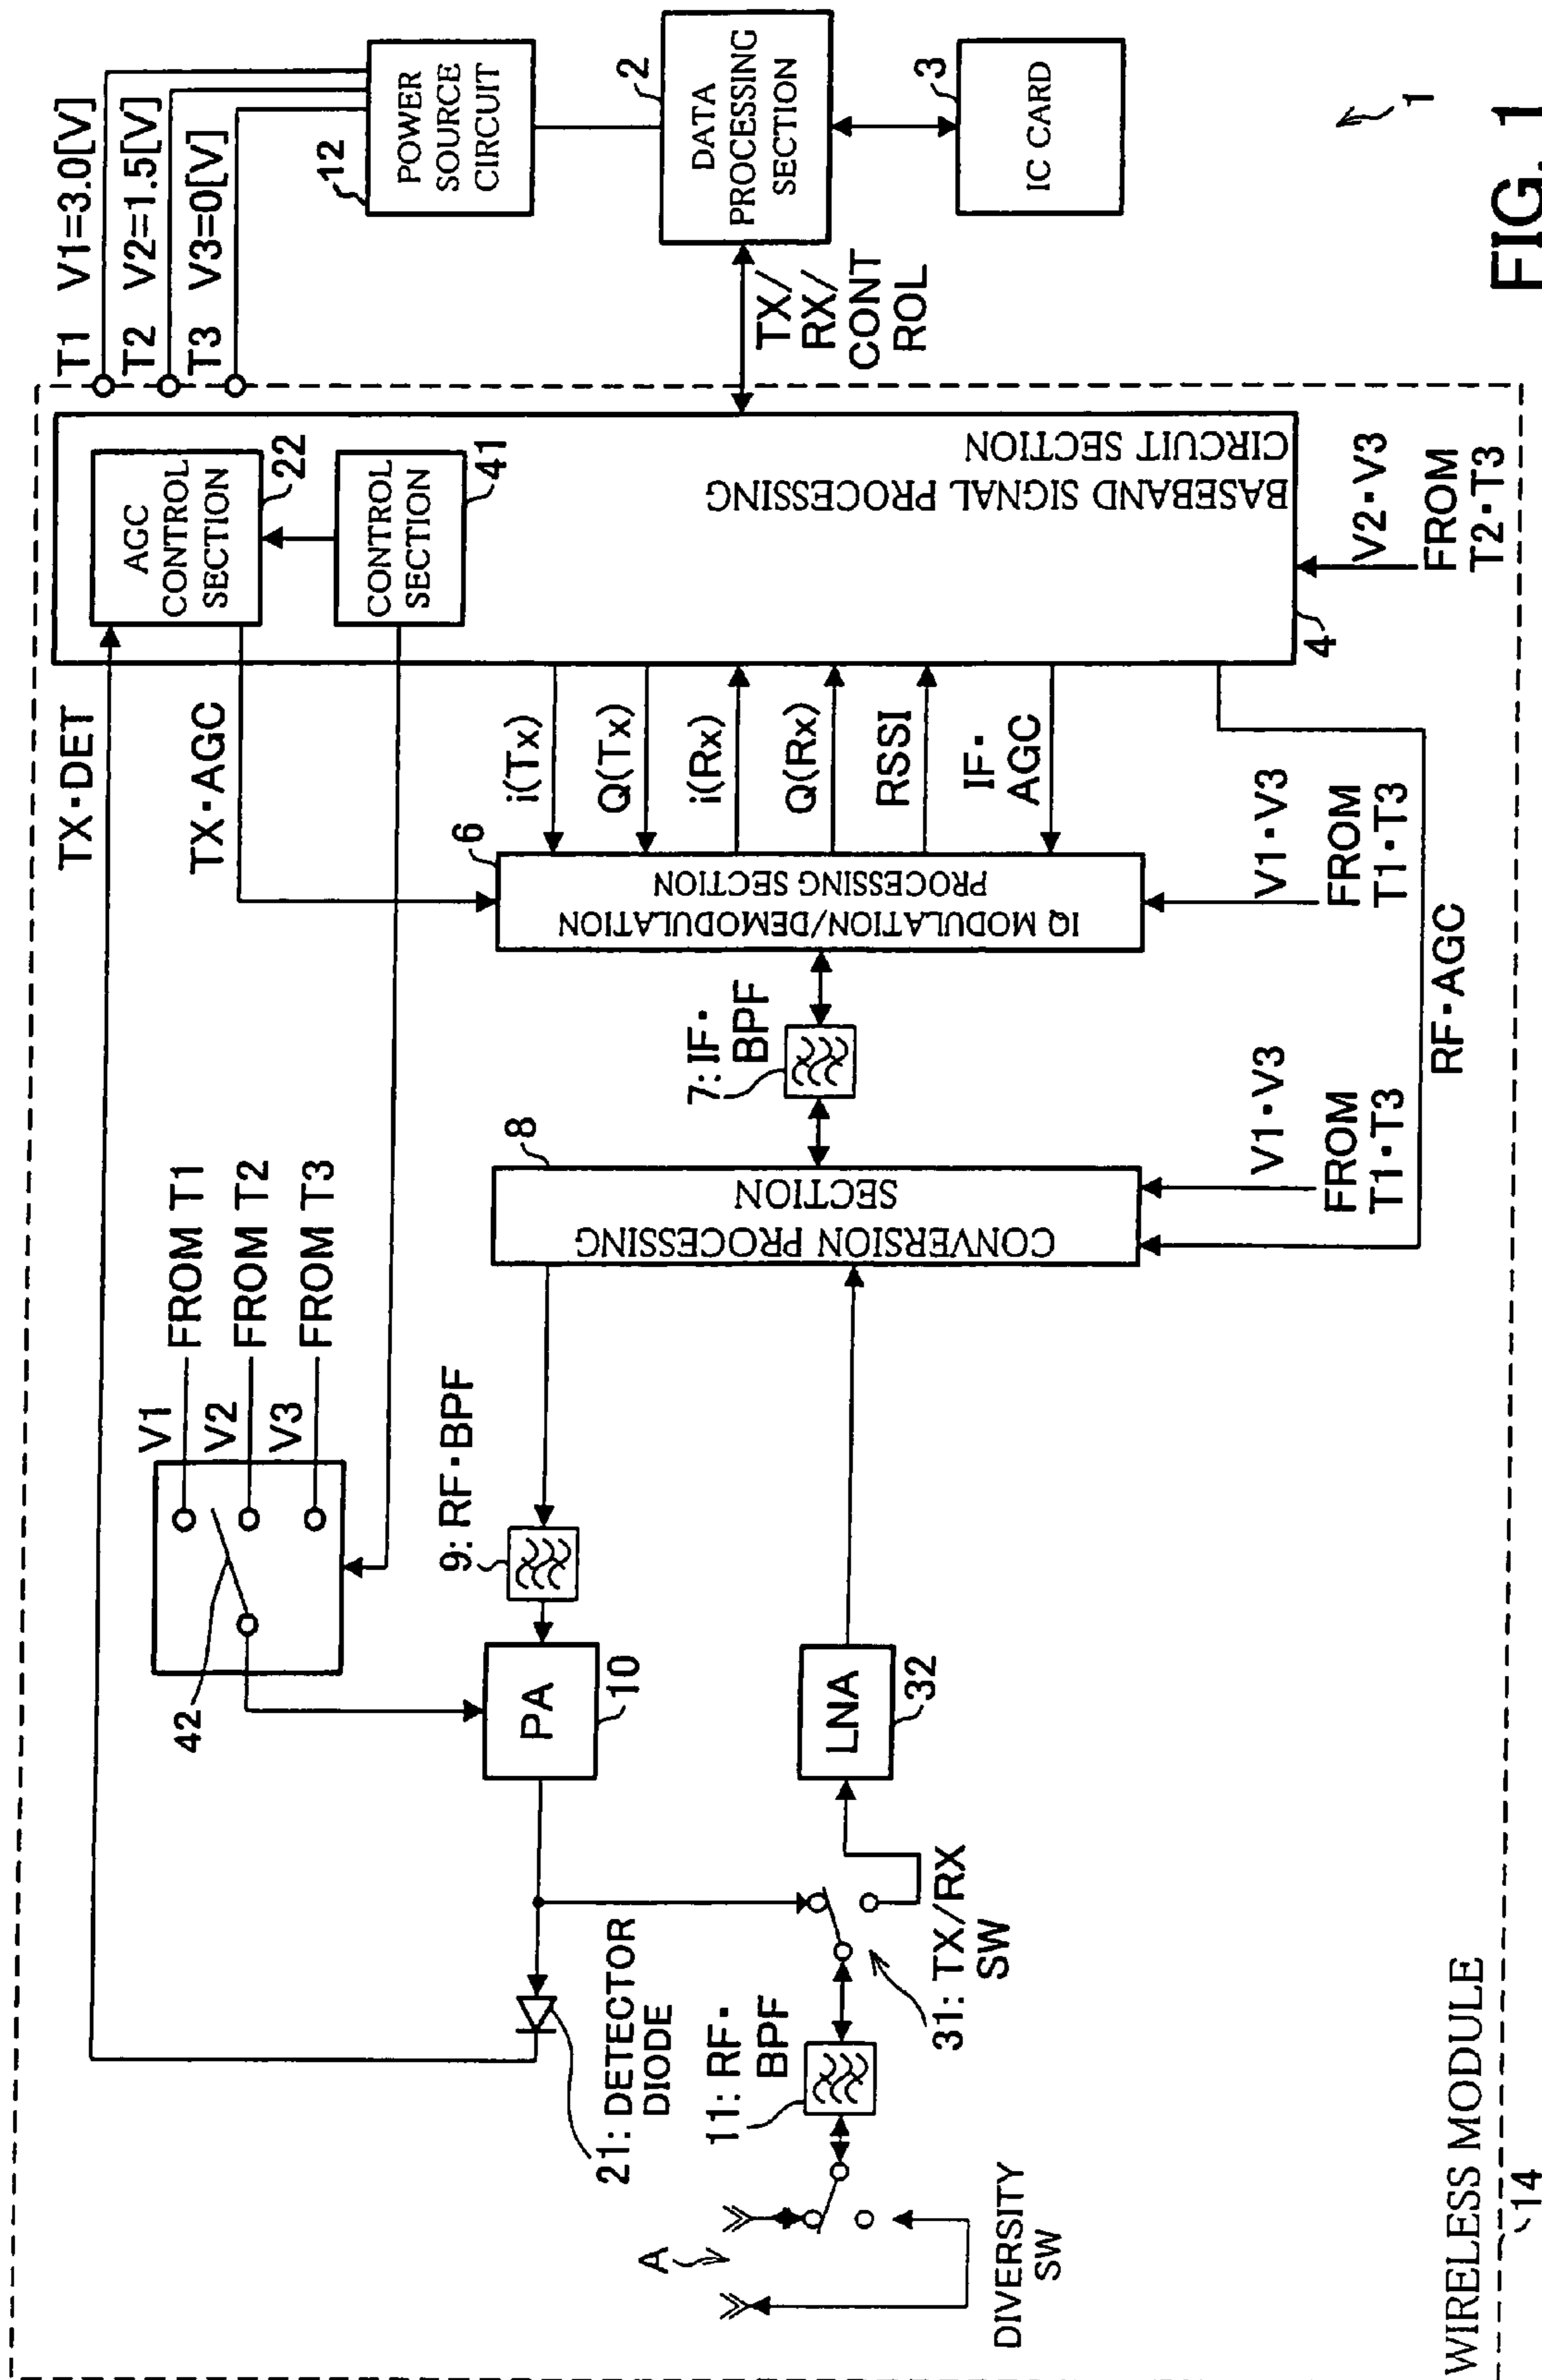 FIG. 1
1
T1 V1=3.0[V]
T2 V2=1.5[V]
T3 V3=0[V]
12
POWER
SOURCE
CIRCUIT
2
DATA
PROCESSING
SECTION
3
IC CARD
TX/
RX/
CONT
ROL
AGC
CONTROL
SECTION
22
CONTROL
SECTION
41
BASEBAND SIGNAL PROCESSING
CIRCUIT SECTION
4
V2·V3
FROM
T2·T3
TX·DET
TX·AGC
i(Tx)
Q(Tx)
i(Rx)
Q(Rx)
RSSI
IF·
AGC
6
IQ MODULATION/DEMODULATION
PROCESSING SECTION
V1·V3
FROM
T1·T3
RF·AGC
7: IF·
BPF
8
CONVERSION PROCESSING
SECTION
V1·V3
FROM
T1·T3
V1 FROM T1
V2 FROM T2
V3 FROM T3
42
9: RF·BPF
PA
10
LNA
32
21: DETECTOR
DIODE
31: TX/RX
SW
11: RF·
BPF
A
DIVERSITY
SW
WIRELESS MODULE
14